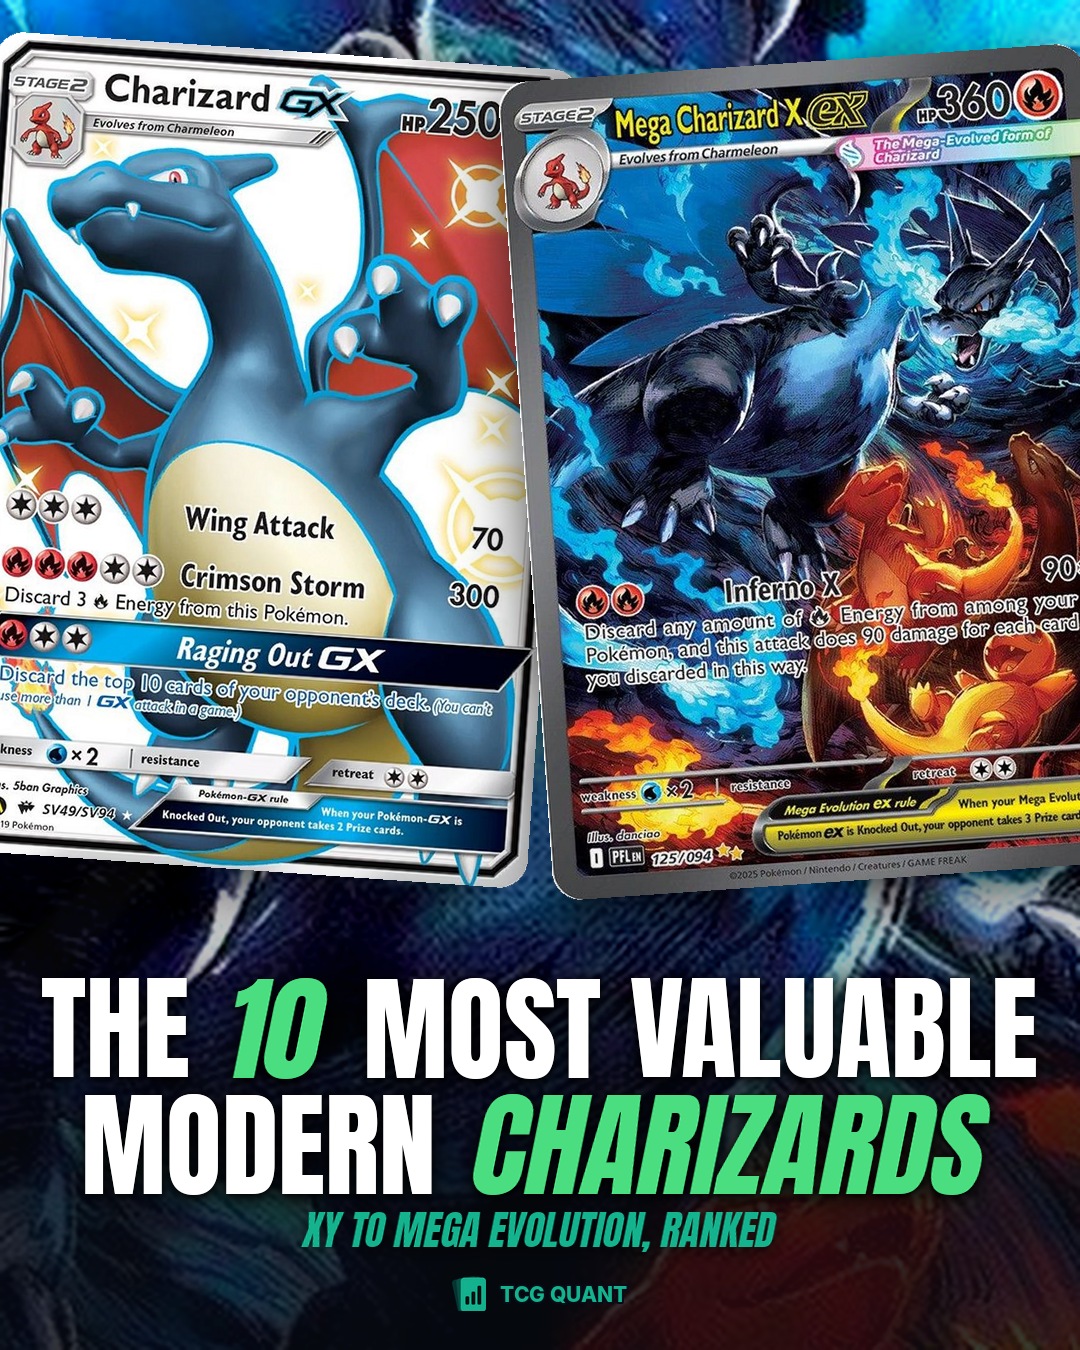 STAGE2
Charizard GX
HP250
Evolves from Charmeleon
Wing Attack
70
Crimson Storm
300
Discard 3 Energy from this Pokémon.
Raging Out GX
Discard the top 10 cards of your opponent's deck. (You can't
use more than 1 GX attack in a game.)
×2
resistance
retreat
5ban Graphics
SV49/SV94
Pokémon
Pokémon-GX rule
When your Pokémon-GX is
Knocked Out, your opponent takes 2 Prize cards.
STAGE2
Mega Charizard X ex
HP360
Evolves from Charmeleon
The Mega-Evolved form of
Charizard
Inferno X
90×
Discard any amount of Energy from among your
Pokémon, and this attack does 90 damage for each card
you discarded in this way.
weakness ×2
resistance
retreat
Illus. danciao
I PFL EN 125/094
Mega Evolution ex rule
When your Mega
Pokémon ex is Knocked Out, your opponent takes 3 Prize
©2025 Pokémon / Nintendo / Creatures / GAME FREAK
THE 10 MOST VALUABLE
MODERN CHARIZARDS
XY TO MEGA EVOLUTION, RANKED
TCG QUANT